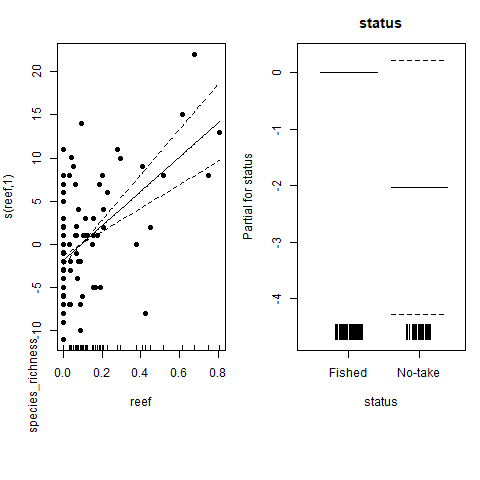 status
20
15
10
5
0
-5
-10
s(reef,1)
species_richness
0.0 0.2 0.4 0.6 0.8
reef
0
-1
-2
-3
-4
Partial for status
Fished No-take
status